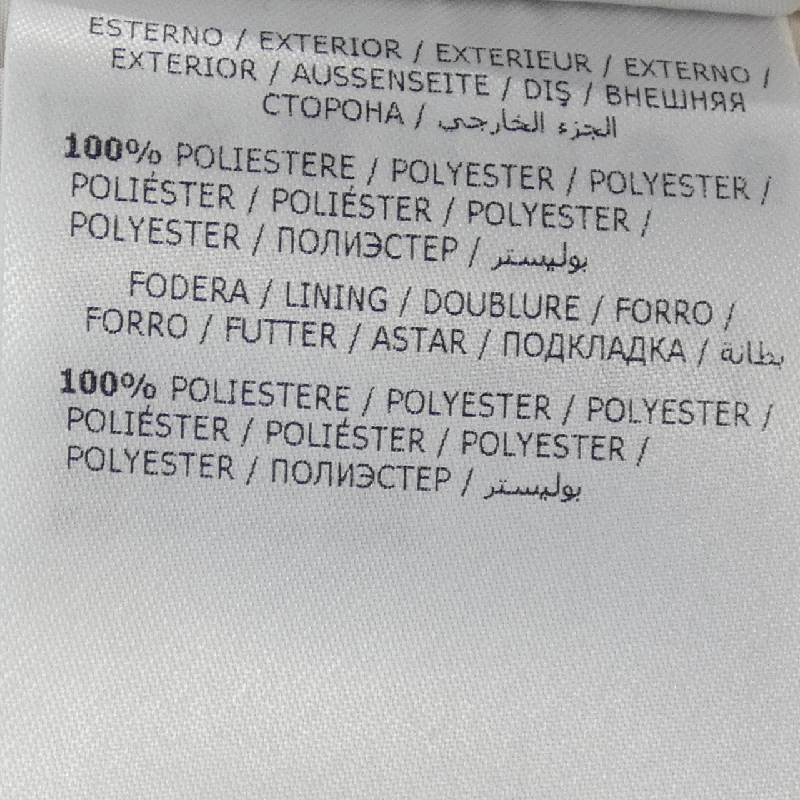 ESTERNO / EXTERIOR / EXTERIEUR / EXTERNO /
EXTERIOR / AUSSENSEITE / DIŞ / ВНЕШНЯЯ
СТОРОНА / الجزء الخارجي
100% POLIESTERE / POLYESTER / POLYESTER /
POLIÉSTER / POLIÉSTER / POLYESTER /
POLYESTER / ПОЛИЭСТЕР / بوليستر
FODERA / LINING / DOUBLURE / FORRO /
FORRO / FUTTER / ASTAR / ПОДКЛАДКА / بطانة
100% POLIESTERE / POLYESTER / POLYESTER /
POLIÉSTER / POLIÉSTER / POLYESTER /
POLYESTER / ПОЛИЭСТЕР / بوليستر